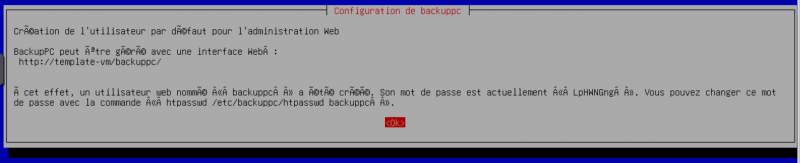 Configuration de backuppc
CrÃ©ation de l'utilisateur par dÃ©faut pour l'administration Web
BackupPC peut Ãªtre gÃ©rÃ© avec une interface WebÂ :
http://template-vm/backuppc/
Ã cet effet, un utilisateur web nommÃ© Â«Â backuppcÂ Â» a Ã©tÃ© crÃ©Ã©. Son mot de passe est actuellement Â«Â LpHWNGngÂ Â». Vous pouvez changer ce mot
de passe avec la commande Â«Â htpasswd /etc/backuppc/htpasswd backuppcÂ Â».
<Ok>